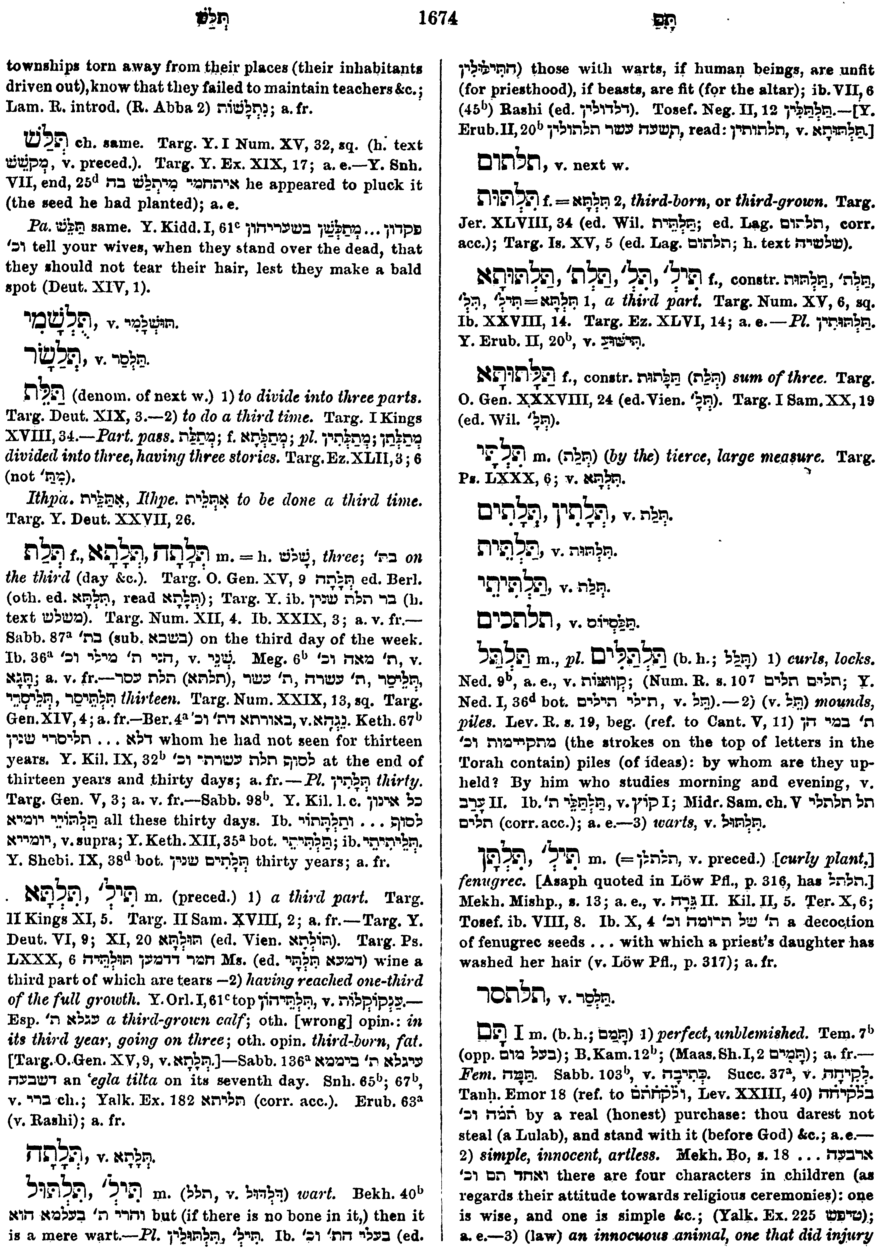 תְּלַשׁ 1674 תָּם
townships torn away from their places (their inhabitants
driven out), know that they failed to maintain teachers &c.;
Lam. R. introd. (R. Abba 2) נִתְלָשׁוֹת; a. fr.
תְּלַשׁ ch. same. Targ. Y. I Num. XV, 32, sq. (h. text
מְקֹשֵׁשׁ, v. preced.). Targ. Y. Ex. XIX, 17; a. e.—Y. Snh.
VII, end, 25d איתחמי מִיתְלַשׁ בה he appeared to pluck it
(the seed he had planted); a. e.
Pa. תַּלֵּשׁ same. Y. Kidd. I, 61c פקדון... מְתַלְּשָׁן בשעריהון
וכ' tell your wives, when they stand over the dead, that
they should not tear their hair, lest they make a bald
spot (Deut. XIV, 1).
תֻּלְשָׁמִי, v. תּוּשְׁלָמֵי.
תְּלַשַׂר, v. תְּלַסַּר.
תַּלֵּת (denom. of next w.) 1) to divide into three parts.
Targ. Deut. XIX, 3.—2) to do a third time. Targ. I Kings
XVIII, 34.—Part. pass. מְתַלַּת; f. מְתַלְּתָא; pl. מְתַלְּתִין; מְתַלְּתָן
divided into three, having three stories. Targ. Ez. XLII, 3; 6
(not מַתְּ').
Ithpa. אִתַּלַּת, Ithpe. אִתְּלִית to be done a third time.
Targ. Y. Deut. XXVII, 26.
תְּלַת f., תְּלָתָא, תְּלָתָה m. = h. שָׁלֹשׁ, three; בת' on
the third (day &c.). Targ. O. Gen. XV, 9 תְּלָתָה ed. Berl.
(oth. ed. תִּלְתָּא, read תְּלָתָא); Targ. Y. ib. בר תלת שנין (h.
text משולש). Targ. Num. XII, 4. Ib. XXIX, 3; a. v. fr.—
Sabb. 87a בת' (sub. בשבא) on the third day of the week.
Ib. 36a הני ת' מילי וכ', v. שְׁנֵי. Meg. 6b ת' מאה וכ', v.
תַּגָּא; a. v. fr.—תלת עסר (תלתא), ת' עשרה, ת' עשר, תְּלֵיסַר,
תְּלֵיסְרֵי, תְּלֵתֵּיסַר thirteen. Targ. Num. XXIX, 13, sq. Targ.
Gen. XIV, 4; a. fr.—Ber. 4a באורתא דת' וכ', v. נַגְהָא. Keth. 67b
דלא ... תליסרי שנין whom he had not seen for thirteen
years. Y. Kil. IX, 32b לסוף תלת עשרתי וכ' at the end of
thirteen years and thirty days; a. fr.—Pl. תְּלָתִין thirty.
Targ. Gen. V, 3; a. v. fr.—Sabb. 98b. Y. Kil. l. c. כל אינון
תְּלָתוֹיֵי יומיא all these thirty days. Ib. לסוף... ותְלָתוֹי
יומייא, v. supra; Y. Keth. XII, 35a bot. תְּלָתִיתֵי; ib. תְּלִיתִיתֵי.
Y. Shebi. IX, 38d bot. תְּלָתִים שנין thirty years; a. fr.
תִּלְתָּא, תִּיל' m. (preced.) 1) a third part. Targ.
II Kings XI, 5. Targ. II Sam. XVIII, 2; a. fr.—Targ. Y.
Deut. VI, 9; XI, 20 תּוּלְתָּא (ed. Vien. תּוֹלְתָא). Targ. Ps.
LXXX, 6 חמר דדמען תּוּלְתֵּיהּ Ms. (ed. דמעא תִּלְתָּי) wine a
third part of which are tears —2) having reached one-third
of the full growth. Y. Orl. I, 61c top תִּלְתֵּיהוֹן, v. עֲנְקוֹקְלוֹת.—
Esp. עגלא ת' a third-grown calf; oth. [wrong] opin.: in
its third year, going on three; oth. opin. third-born, fat.
[Targ. O. Gen. XV, 9, v. תְּלָתָא.]—Sabb. 136a עיגלא ת' ביממא
דשבעה an 'egla tilta on its seventh day. Snh. 65b; 67b,
v. ברי ch.; Yalk. Ex. 182 תליתא (corr. acc.). Erub. 63a
(v. Rashi); a. fr.
תְּלָתָה, v. תְּלָתָא.
תִּלְתּוּל, תִּיל' m. (תלל, v. דִּלְדּוּל) wart. Bekh. 40b
והרי ת' בעלמא הוא but (if there is no bone in it,) then it
is a mere wart.—Pl. תִּלְתּוּלִין, תִּיל'. Ib. בעלי הת' וכ' (ed.
התיפולין) those with warts, if human beings, are unfit
(for priesthood), if beasts, are fit (for the altar); ib. VII, 6
(45b) Rashi (ed. דלדולין). Tosef. Neg. II, 12 תַּלְתַּלִּין.—[Y.
Erub. II, 20b תשעה עשר תלתולין, read: תלתותין, v. תִּלְתּוּתָא.]
תלתום, v. next w.
תִּלְתּוּת f. = תִּלְתָּא 2, third-born, or third-grown. Targ.
Jer. XLVIII, 34 (ed. Wil. תִּלְתֵּית; ed. Lag. תלתום, corr.
acc.); Targ. Is. XV, 5 (ed. Lag. תלתום; h. text שלשיה).
תִּלְתּוּתָא, תִּלְת', תִּל', תִּיל' f., constr. תִּלְתּוּת, תִּלְת',
תִּל', תִּיל' = תִּלְתָּא 1, a third part. Targ. Num. XV, 6, sq.
Ib. XXVIII, 14. Targ. Ez. XLVI, 14; a. e.—Pl. תִּלְתּוּתִין.
Y. Erub. II, 20b, v. תִּישׁוּעַ.
תְּלָתוּתָא f., constr. תְּלָתוּת (תְּלַת) sum of three. Targ.
O. Gen. XXXVIII, 24 (ed. Vien. תִּלְ'). Targ. I Sam. XX, 19
(ed. Wil. תִּלְ').
תִּלְתָּי m. (תְּלַת) (by the) tierce, large measure. Targ.
Ps. LXXX, 6; v. תִּלְתָּא.
תְּלָתִין, תְּלָתִים, v. תְּלַת.
תִּלְתֵּית, v. תִּלְתּוּת.
תְּלָתִיתֵי, v. תְּלַת.
תלתכים, v. תַּלְסִיּוֹס.
תַּלְתַּל m., pl. תַּלְתַּלִּים (b. h.; תָּלַל) 1) curls, locks.
Ned. 9b, a. e., v. קְוֻוצּוֹת; (Num. R. s. 107 תלים תלים; Y.
Ned. I, 36d bot. תילי תילים, v. תֵּל).—2) (v. תֵּל) mounds,
piles. Lev. R. s. 19, beg. (ref. to Cant. V, 11) ת' במי הן
מתקיימות וכ' (the strokes on the top of letters in the
Torah contain) piles (of ideas): by whom are they up-
held? By him who studies morning and evening, v.
עָרַב II. Ib. תַּלְתַּלֵּי ת', v. קוֹץ I; Midr. Sam. ch. V תל תלתלי
תלים (corr. acc.); a. e.—3) warts, v. תִּלְתּוּל.
תִּלְתָּן, תִּיל' m. (=תלתלן, v. preced.) [curly plant,]
fenugrec. [Asaph quoted in Löw Pfl., p. 316, has תלתל.]
Mekh. Mishp., s. 13; a. e., v. גֵּרָה II. Kil. II, 5. Ter. X, 6;
Tosef. ib. VIII, 8. Ib. X, 4 ת' של תרומה וכ' a decoction
of fenugrec seeds . . . with which a priest's daughter has
washed her hair (v. Löw Pfl., p. 317); a. fr.
תלתסר, v. תְּלַסַּר.
תָּם I m. (b. h.; תָּמַם) 1) perfect, unblemished. Tem. 7b
(opp. בעל מום); B. Kam. 12b; (Maas. Sh. I, 2 תָּמִים); a. fr.—
Fem. תַּמָּה. Sabb. 103b, v. כְּתִיבָה. Succ. 37a, v. לְקִיחָה.
Tanḥ. Emor 18 (ref. to ולקחתם, Lev. XXIII, 40) בלקיחה
תמה וכ' by a real (honest) purchase: thou darest not
steal (a Lulab), and stand with it (before God) &c.; a. e.—
2) simple, innocent, artless. Mekh. Bo, s. 18 ... ארבעה
ואחד תם וכ' there are four characters in children (as
regards their attitude towards religious ceremonies): one
is wise, and one is simple &c.; (Yalk. Ex. 225 טִיפֵּשׁ);
a. e.—3) (law) an innocuous animal, one that did injury